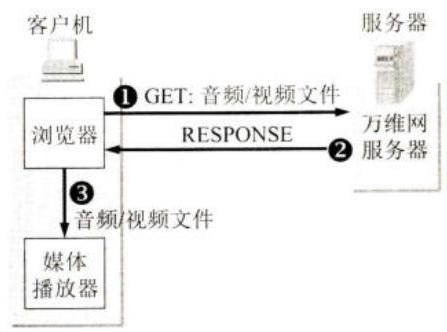 客户机
服务器
❶ GET: 音频/视频文件
浏览器
RESPONSE
❷
万维网
服务器
❸
音频/视频文件
媒体
播放器